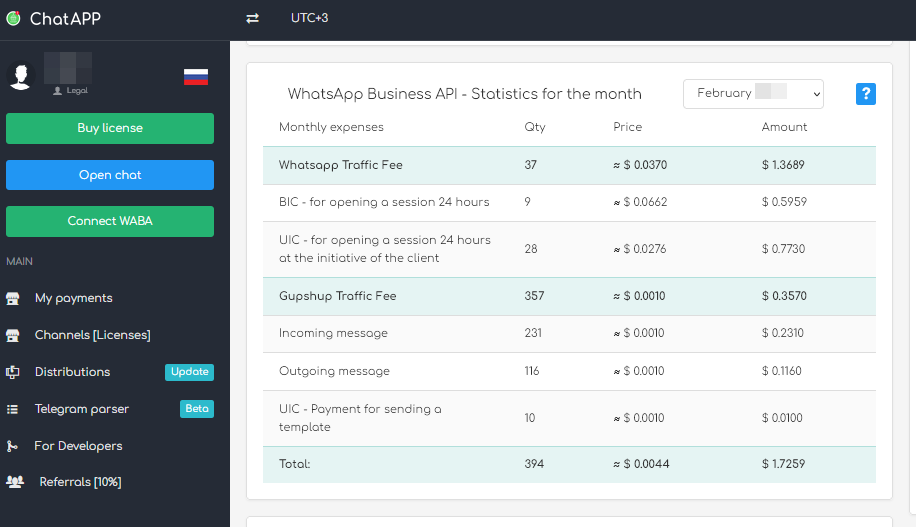 ChatAPP
UTC+3
Legal
Buy license
Open chat
Connect WABA
MAIN
My payments
Channels [Licenses]
Distributions Update
Telegram parser Beta
For Developers
Referrals [10%]
WhatsApp Business API - Statistics for the month February ?
Monthly expenses Qty Price Amount
Whatsapp Traffic Fee 37 ≈ $ 0.0370 $ 1.3689
BIC - for opening a session 24 hours 9 ≈ $ 0.0662 $ 0.5959
UIC - for opening a session 24 hours
at the initiative of the client 28 ≈ $ 0.0276 $ 0.7730
Gupshup Traffic Fee 357 ≈ $ 0.0010 $ 0.3570
Incoming message 231 ≈ $ 0.0010 $ 0.2310
Outgoing message 116 ≈ $ 0.0010 $ 0.1160
UIC - Payment for sending a
template 10 ≈ $ 0.0010 $ 0.0100
Total: 394 ≈ $ 0.0044 $ 1.7259